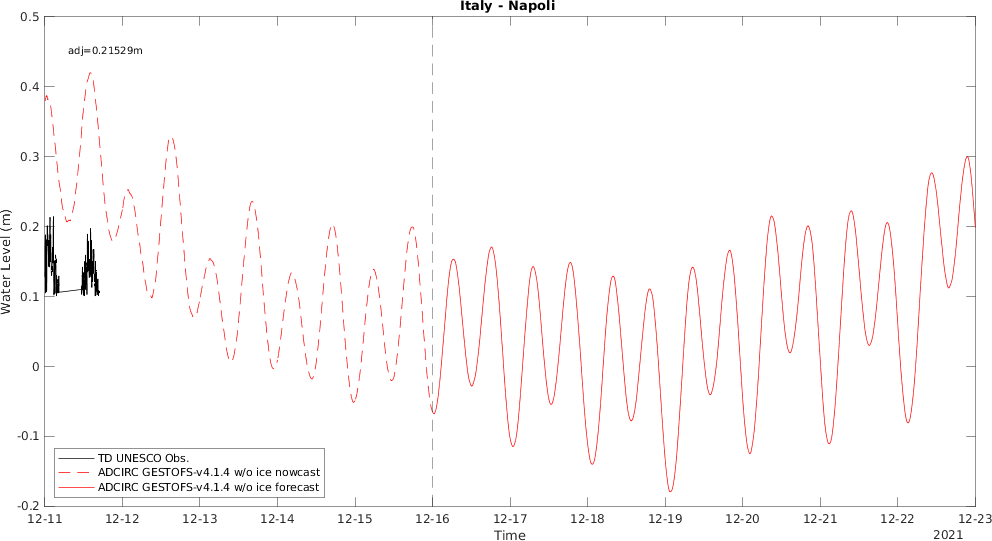 Italy - Napoli
adj=0.21529m
0.5
0.4
0.3
0.2
0.1
0
-0.1
-0.2
Water Level (m)
TD UNESCO Obs.
ADCIRC GESTOFS-v4.1.4 w/o ice nowcast
ADCIRC GESTOFS-v4.1.4 w/o ice forecast
12-11 12-12 12-13 12-14 12-15 12-16 12-17 12-18 12-19 12-20 12-21 12-22 12-23
Time
2021